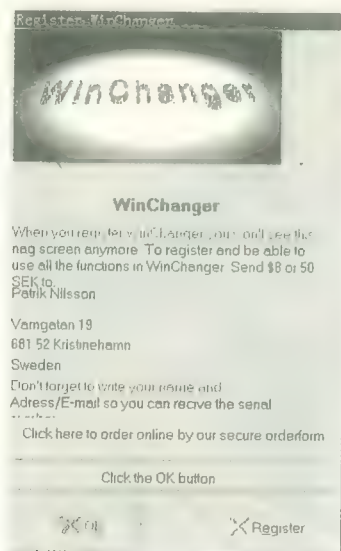 Register WinChanger
WinChanger
WinChanger
When you register WinChanger you won't see this
nag screen anymore To register and be able to
use all the functions in WinChanger Send $8 or 50
SEK to.
Patrik Nilsson
Varngatan 19
681 52 Kristinehamn
Sweden
Don't forget to write your name and
Adress/E-mail so you can recive the serial
Click here to order online by our secure orderform
Click the OK button
OK
Register